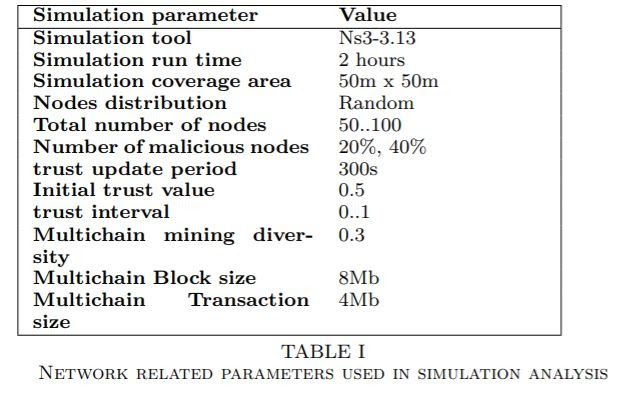 Simulation parameter Value
Simulation tool Ns3-3.13
Simulation run time 2 hours
Simulation coverage area 50m x 50m
Nodes distribution Random
Total number of nodes 50..100
Number of malicious nodes 20%, 40%
trust update period 300s
Initial trust value 0.5
trust interval 0..1
Multichain mining diver- 0.3
sity
Multichain Block size 8Mb
Multichain Transaction 4Mb
size
TABLE I
Network related parameters used in simulation analysis